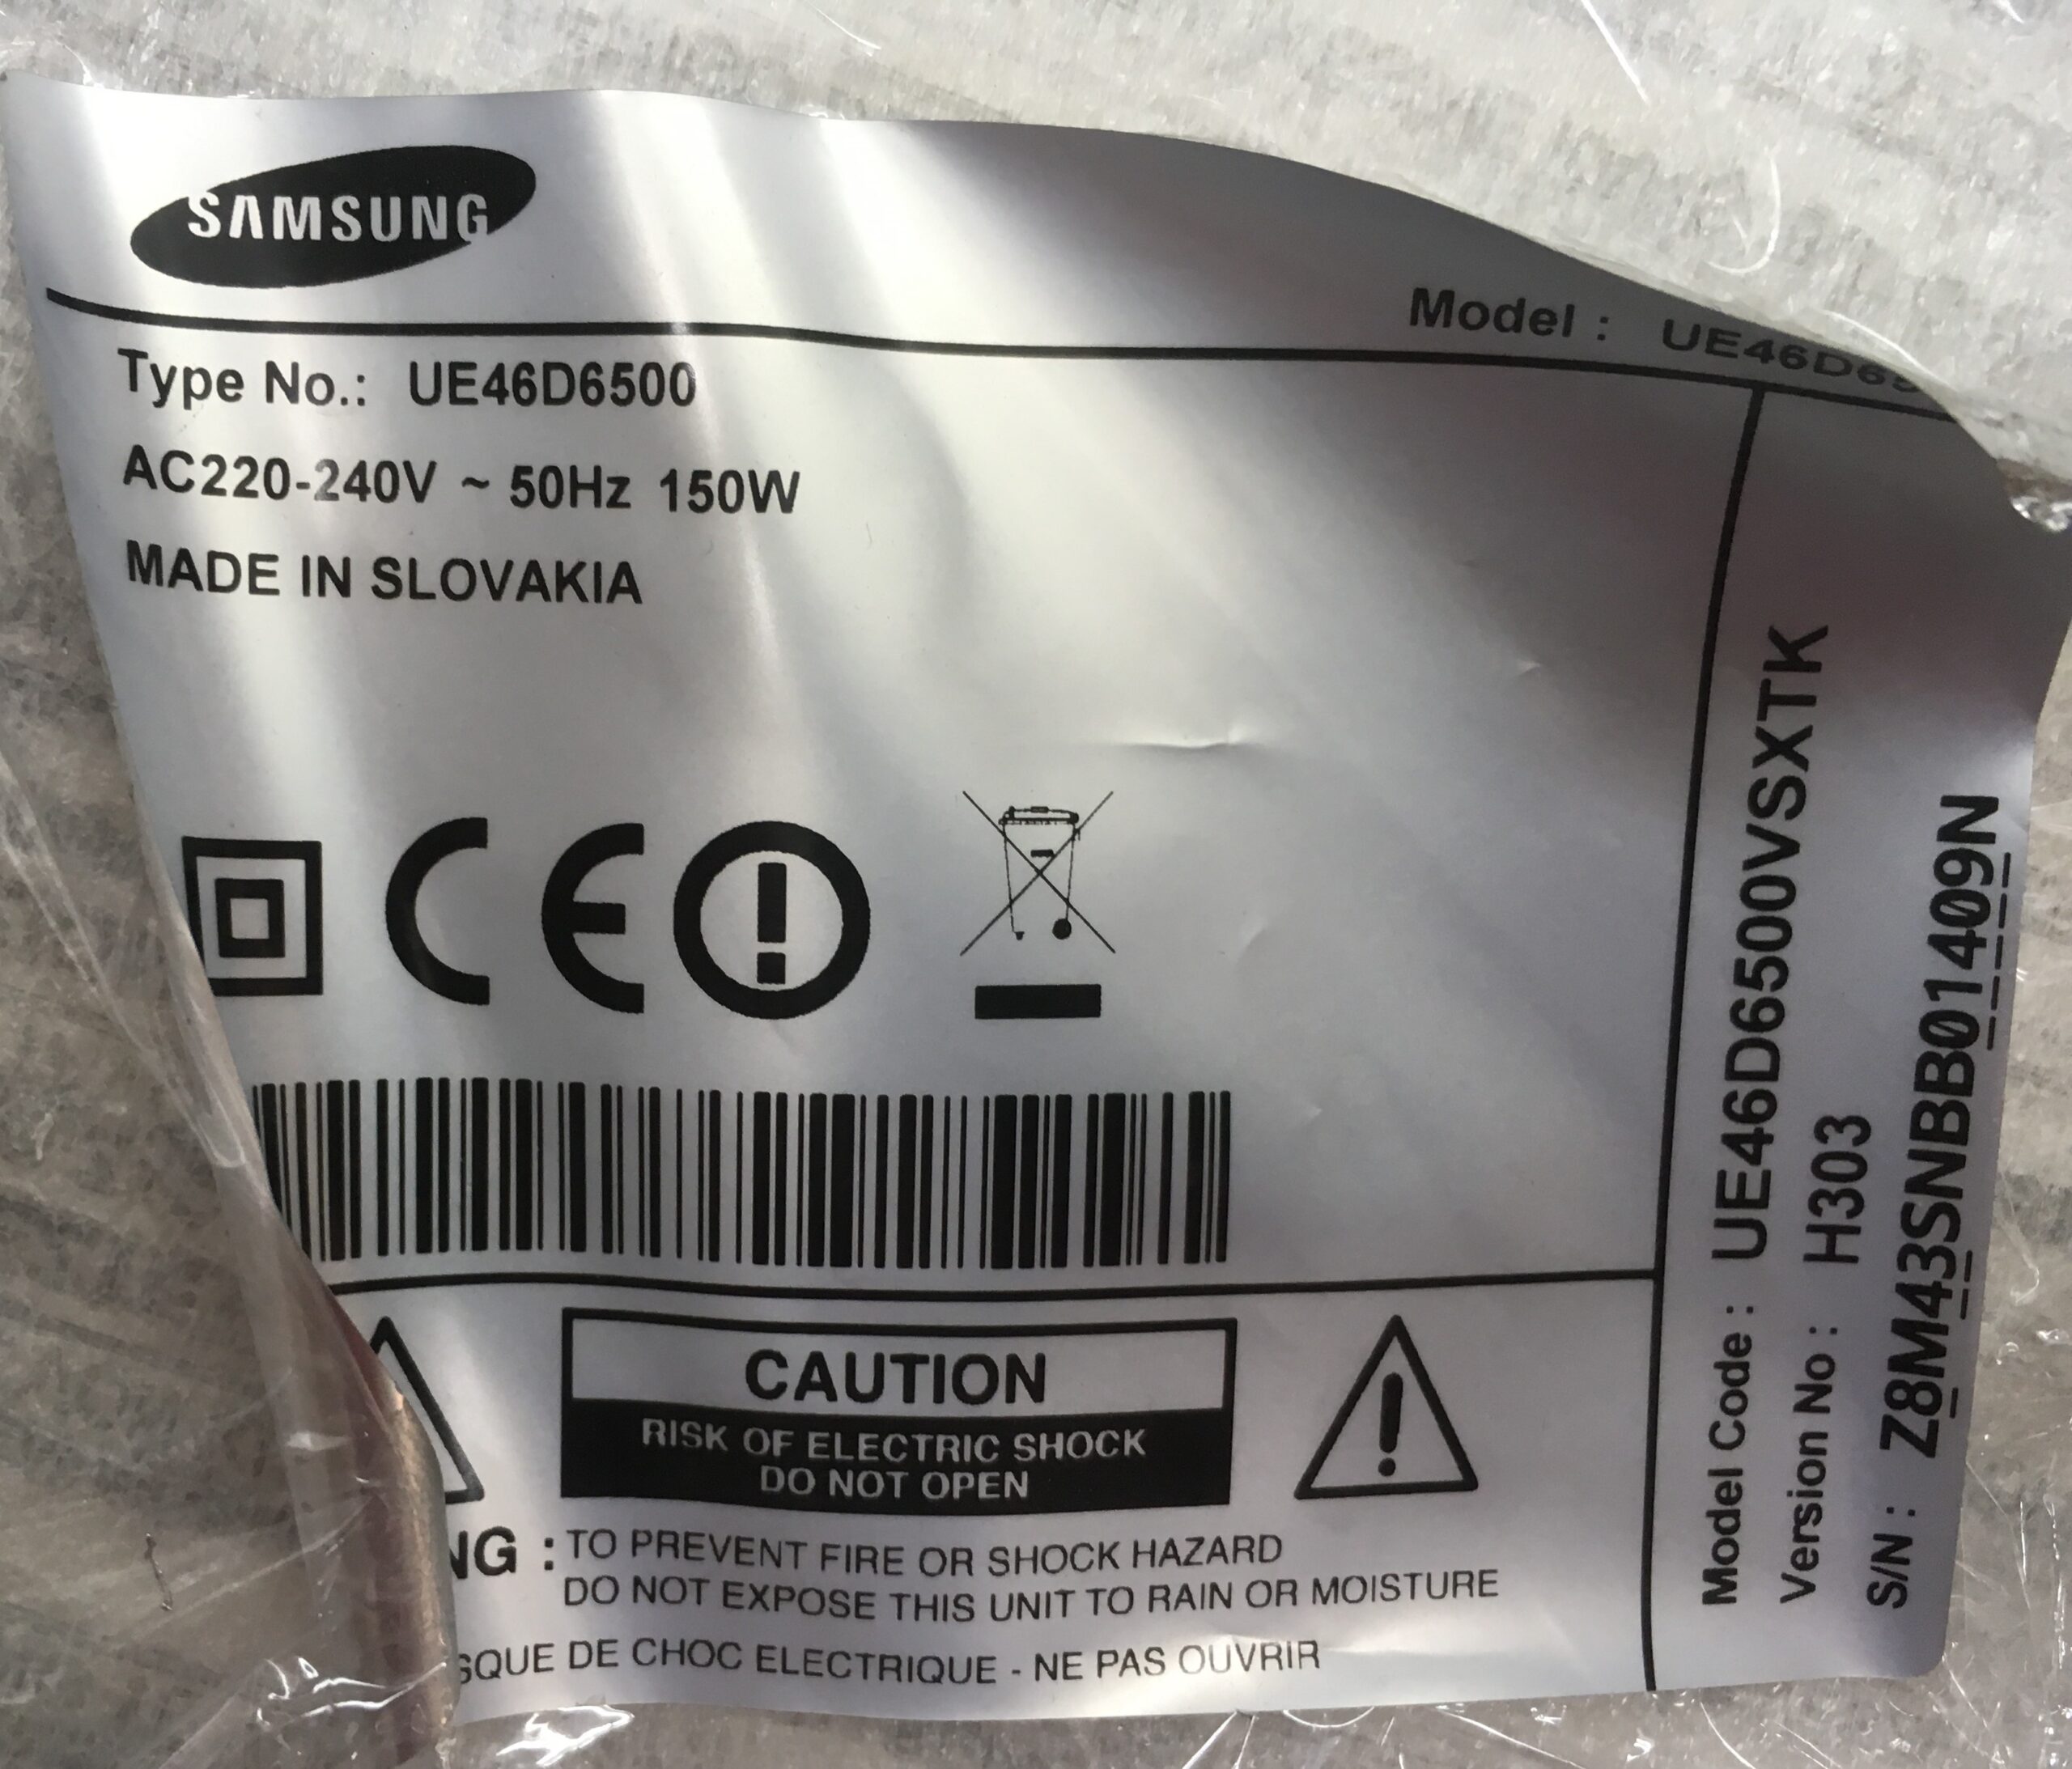 SAMSUNG
Model : UE46D65
Type No.: UE46D6500
AC220-240V ~ 50Hz 150W
MADE IN SLOVAKIA
CE
CAUTION
RISK OF ELECTRIC SHOCK
DO NOT OPEN
NG : TO PREVENT FIRE OR SHOCK HAZARD
DO NOT EXPOSE THIS UNIT TO RAIN OR MOISTURE
SQUE DE CHOC ELECTRIQUE - NE PAS OUVRIR
Model Code : UE46D6500VSXTK
Version No : H303
S/N : Z8M43SNBB01409N